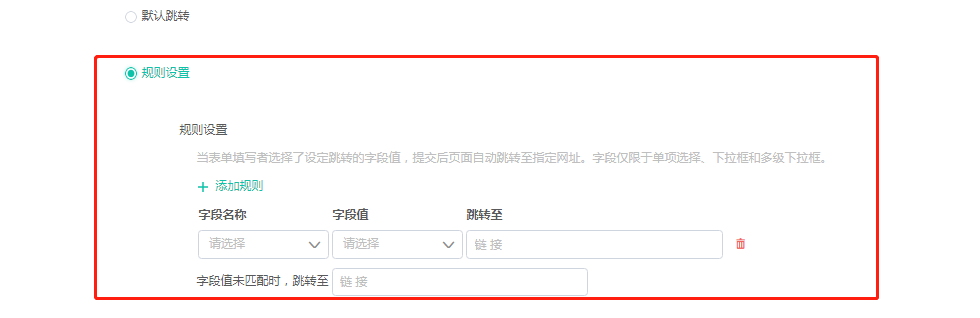 默认跳转
规则设置
规则设置
当表单填写者选择了设定跳转的字段值，提交后页面自动跳转至指定网址。字段仅限于单项选择、下拉框和多级下拉框。
+ 添加规则
字段名称 字段值 跳转至
请选择 请选择 链接
字段值未匹配时，跳转至 链接